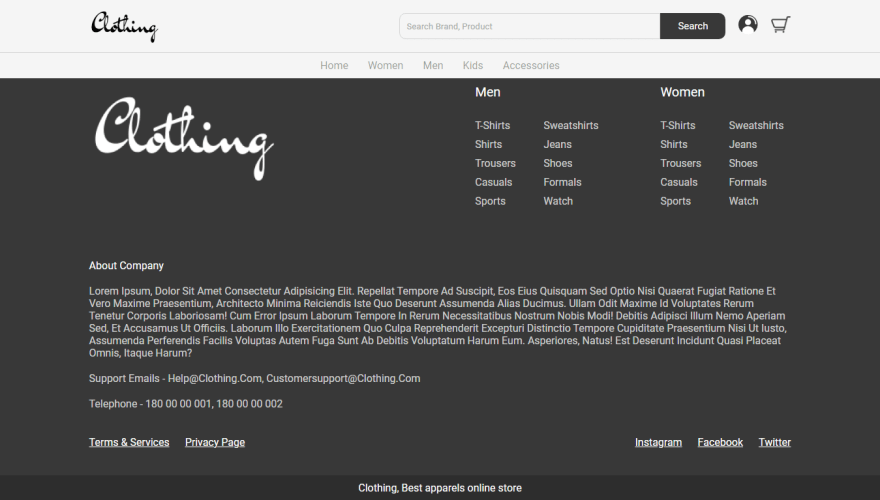 Clothing
Search Brand, Product
Search
Home Women Men Kids Accessories
Clothing
Men
T-Shirts Sweatshirts
Shirts Jeans
Trousers Shoes
Casuals Formals
Sports Watch
Women
T-Shirts Sweatshirts
Shirts Jeans
Trousers Shoes
Casuals Formals
Sports Watch
About Company
Lorem Ipsum, Dolor Sit Amet Consectetur Adipisicing Elit. Repellat Tempore Ad Suscipit, Eos Eius Quisquam Sed Optio Nisi Quaerat Fugiat Ratione Et
Vero Maxime Praesentium, Architecto Minima Reiciendis Iste Quo Deserunt Assumenda Alias Ducimus. Ullam Odit Maxime Id Voluptates Rerum
Tenetur Corporis Laboriosam! Cum Error Ipsum Laborum Tempore In Rerum Necessitatibus Nostrum Nobis Modi! Debitis Adipisci Illum Nemo Aperiam
Sed, Et Accusamus Ut Officiis. Laborum Illo Exercitationem Quo Culpa Reprehenderit Excepturi Distinctio Tempore Cupiditate Praesentium Nisi Ut Iusto,
Assumenda Perferendis Facilis Voluptas Autem Fuga Sunt Ab Debitis Voluptatum Harum Eum. Asperiores, Natus! Est Deserunt Incidunt Quasi Placeat
Omnis, Itaque Harum?
Support Emails - Help@Clothing.Com, Customersupport@Clothing.Com
Telephone - 180 00 00 001, 180 00 00 002
Terms & Services Privacy Page
Instagram Facebook Twitter
Clothing, Best apparels online store